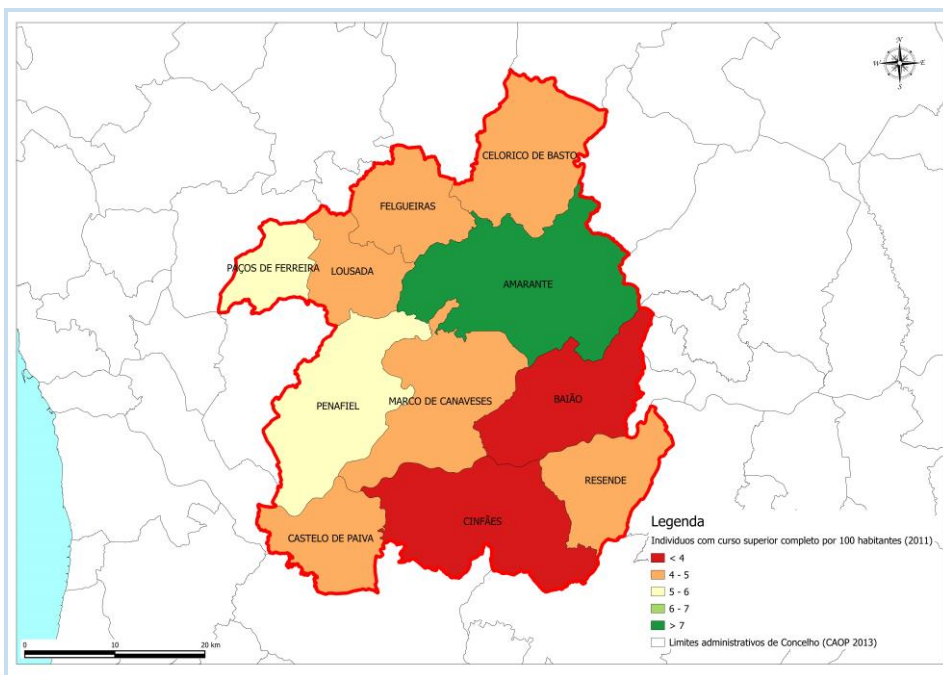 N
W E
S
CELORICO DE BASTO
FELGUEIRAS
PAÇOS DE FERREIRA
LOUSADA
AMARANTE
PENAFIEL
MARCO DE CANAVESES
BAIÃO
RESENDE
CINFÃES
CASTELO DE PAIVA
Legenda
Indivíduos com curso superior completo por 100 habitantes (2011)
< 4
4 - 5
5 - 6
6 - 7
> 7
Limites administrativos de Concelho (CAOP 2013)
0 10 20 km